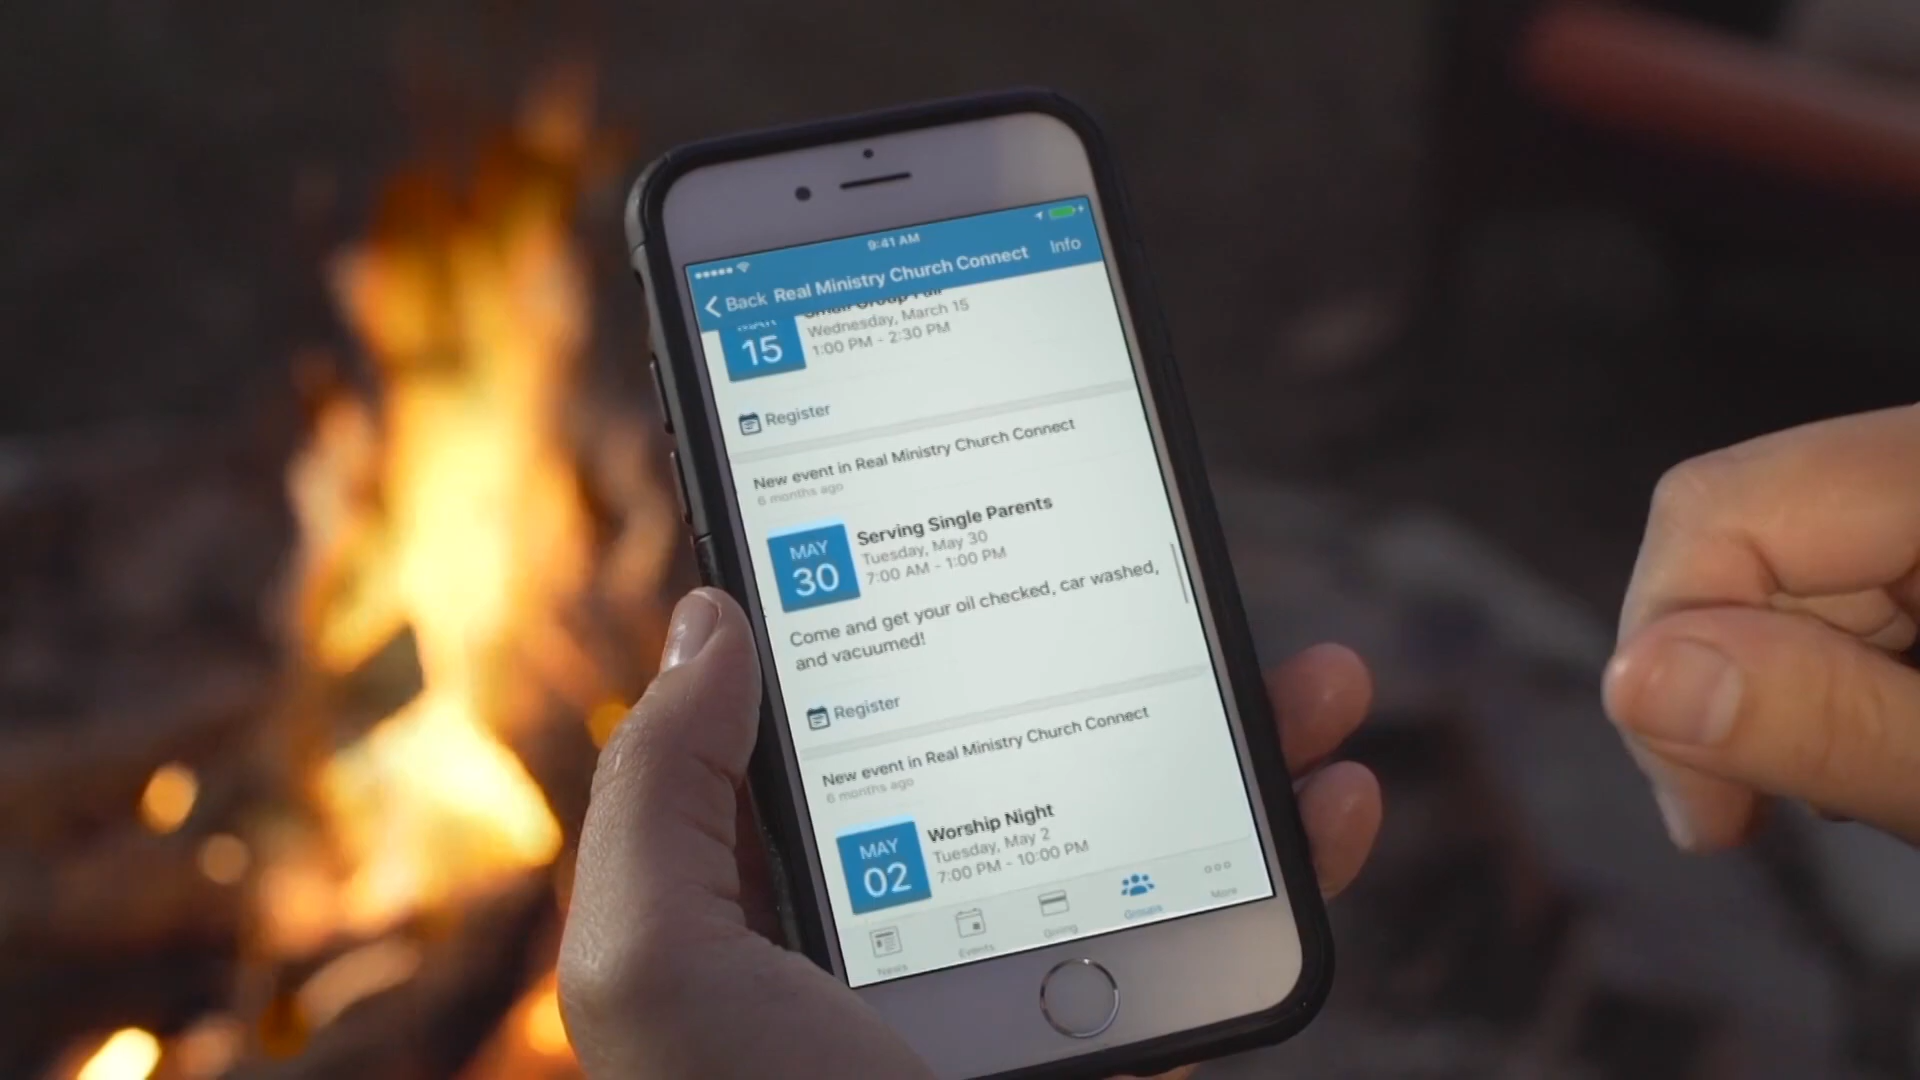 9:41 AM
Back Real Ministry Church Connect Info
Small Group Fair
MAR
15
Wednesday, March 15
1:00 PM - 2:30 PM
Register
New event in Real Ministry Church Connect
6 months ago
MAY
30
Serving Single Parents
Tuesday, May 30
7:00 AM - 1:00 PM
Come and get your oil checked, car washed,
and vacuumed!
Register
New event in Real Ministry Church Connect
6 months ago
MAY
02
Worship Night
Tuesday, May 2
7:00 PM - 10:00 PM
News Events Giving Groups More